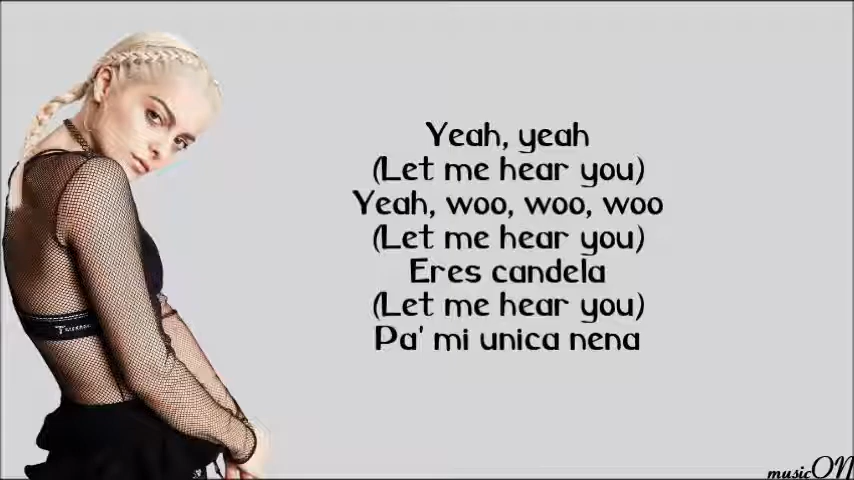 Yeah, yeah
(Let me hear you)
Yeah, woo, woo, woo
(Let me hear you)
Eres candela
(Let me hear you)
Pa' mi unica nena
musicON